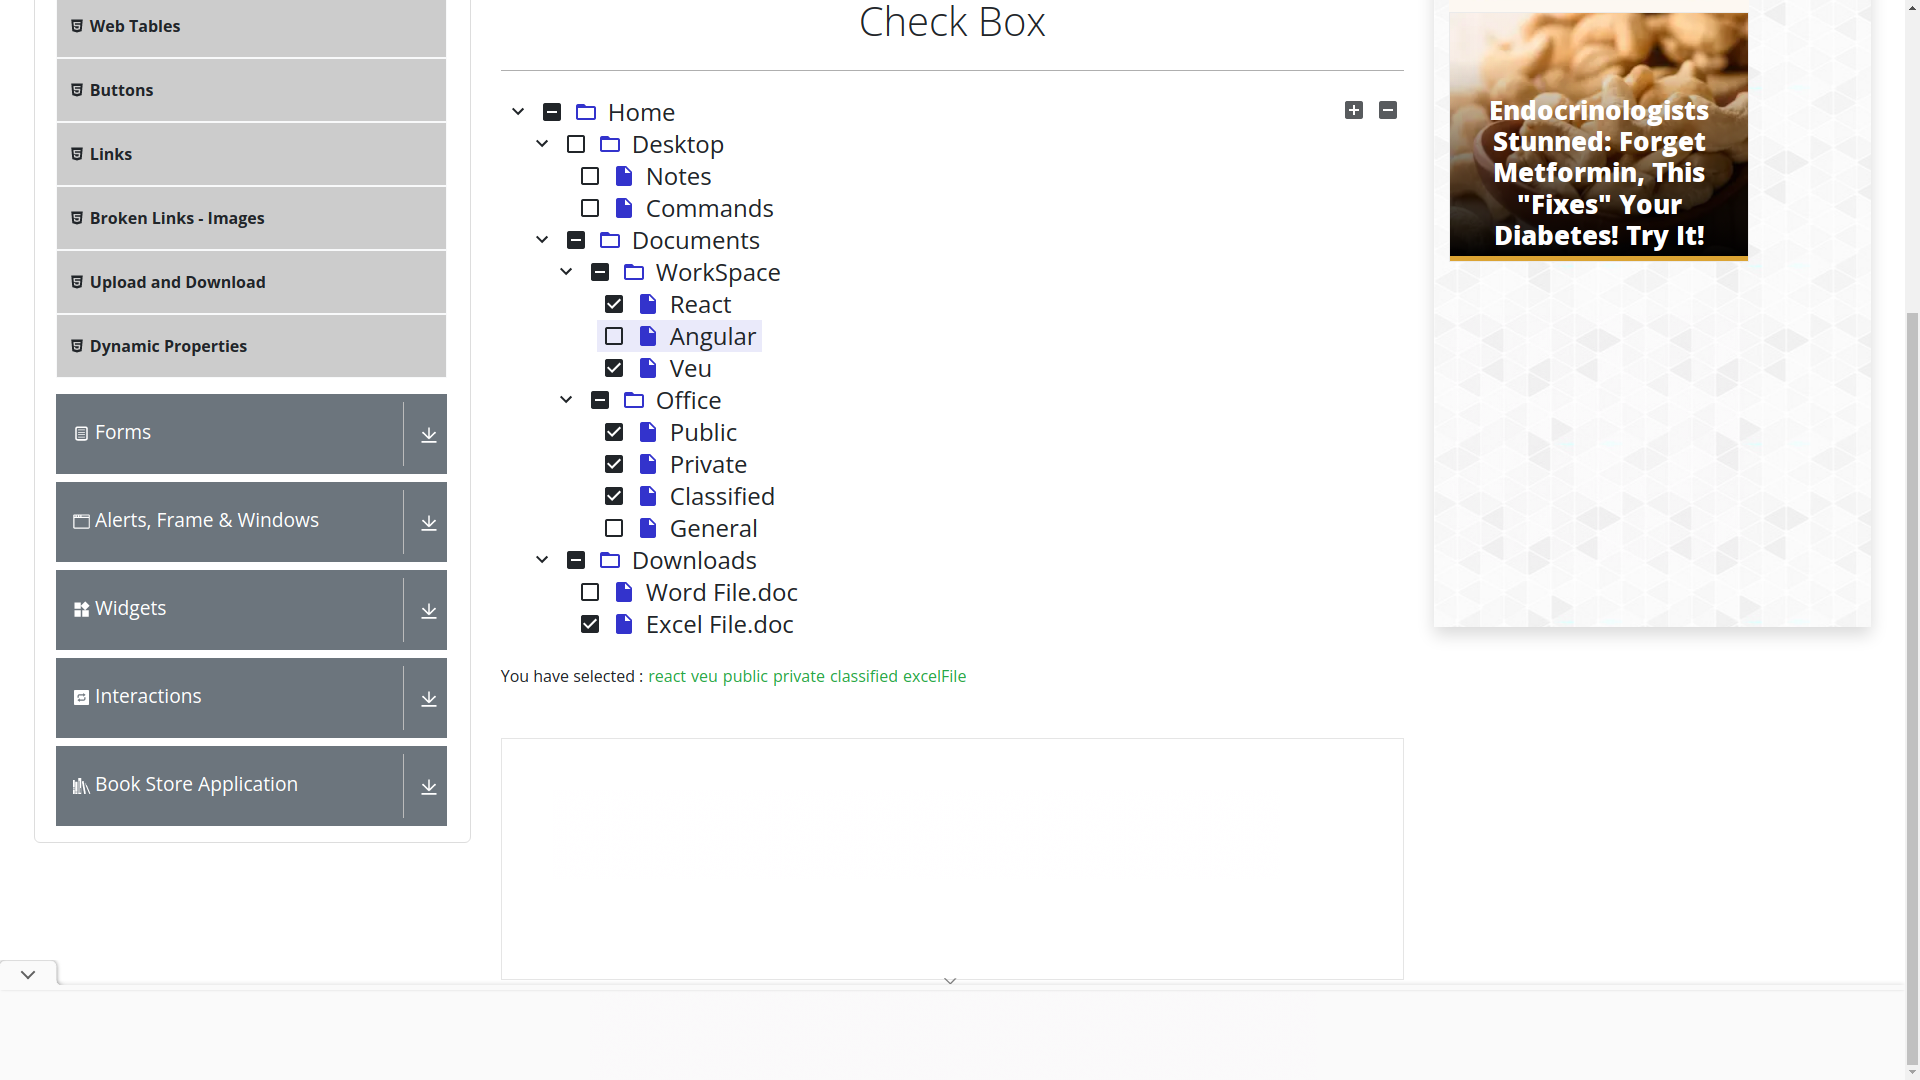 Web Tables
Buttons
Links
Broken Links - Images
Upload and Download
Dynamic Properties
Forms
Alerts, Frame & Windows
Widgets
Interactions
Book Store Application
Check Box
Home
Desktop
Notes
Commands
Documents
WorkSpace
React
Angular
Veu
Office
Public
Private
Classified
General
Downloads
Word File.doc
Excel File.doc
You have selected : react veu public private classified excelFile
Endocrinologists
Stunned: Forget
Metformin, This
"Fixes" Your
Diabetes! Try It!